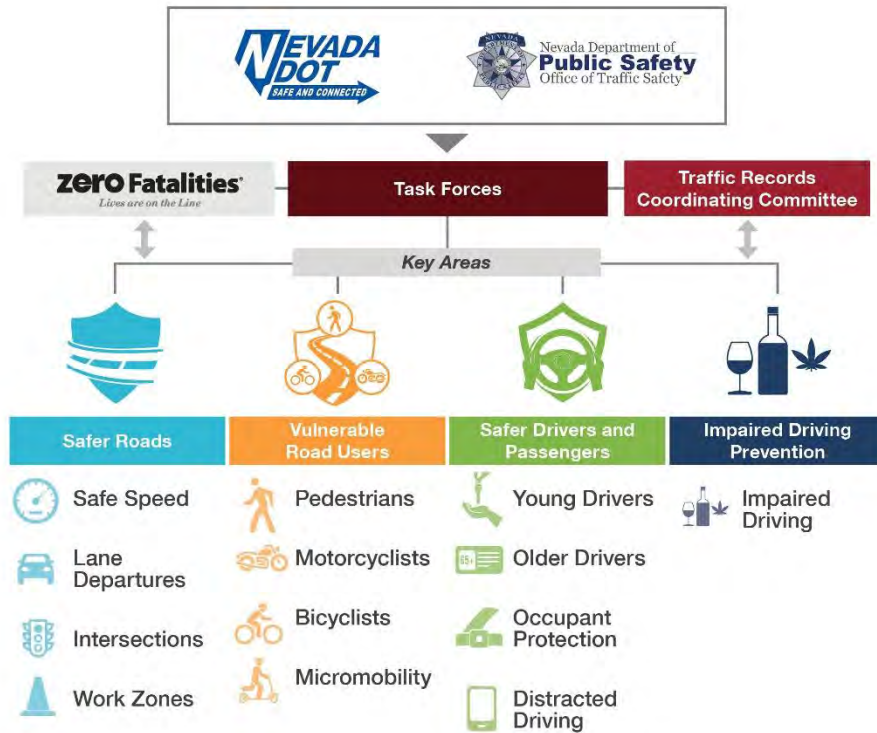 NEVADA
DOT
SAFE AND CONNECTED
NEVADA
Nevada Department of
Public Safety
Office of Traffic Safety
zero Fatalities®
Lives are on the Line
Task Forces
Traffic Records
Coordinating Committee
Key Areas
Safer Roads
Safe Speed
Lane
Departures
Intersections
Work Zones
Vulnerable
Road Users
Pedestrians
Motorcyclists
Bicyclists
Micromobility
Safer Drivers and
Passengers
Young Drivers
65+
Older Drivers
Occupant
Protection
Distracted
Driving
Impaired Driving
Prevention
Impaired
Driving